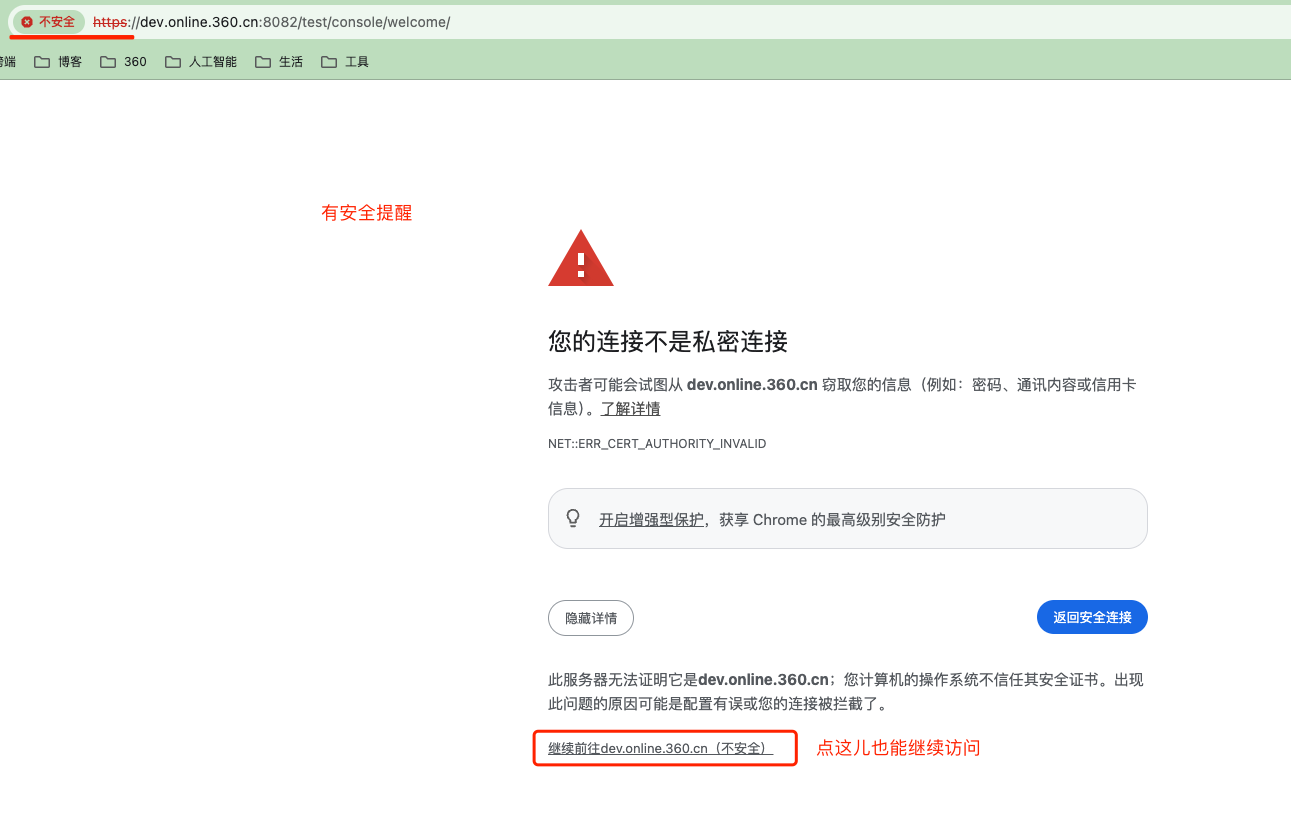 不安全 https://dev.online.360.cn:8082/test/console/welcome/
端 博客 360 人工智能 生活 工具
有安全提醒
您的连接不是私密连接
攻击者可能会试图从 dev.online.360.cn 窃取您的信息（例如：密码、通讯内容或信用卡
信息）。了解详情
NET::ERR_CERT_AUTHORITY_INVALID
开启增强型保护，获享 Chrome 的最高级别安全防护
隐藏详情 返回安全连接
此服务器无法证明它是dev.online.360.cn；您计算机的操作系统不信任其安全证书。出现
此问题的原因可能是配置有误或您的连接被拦截了。
继续前往dev.online.360.cn（不安全） 点这儿也能继续访问